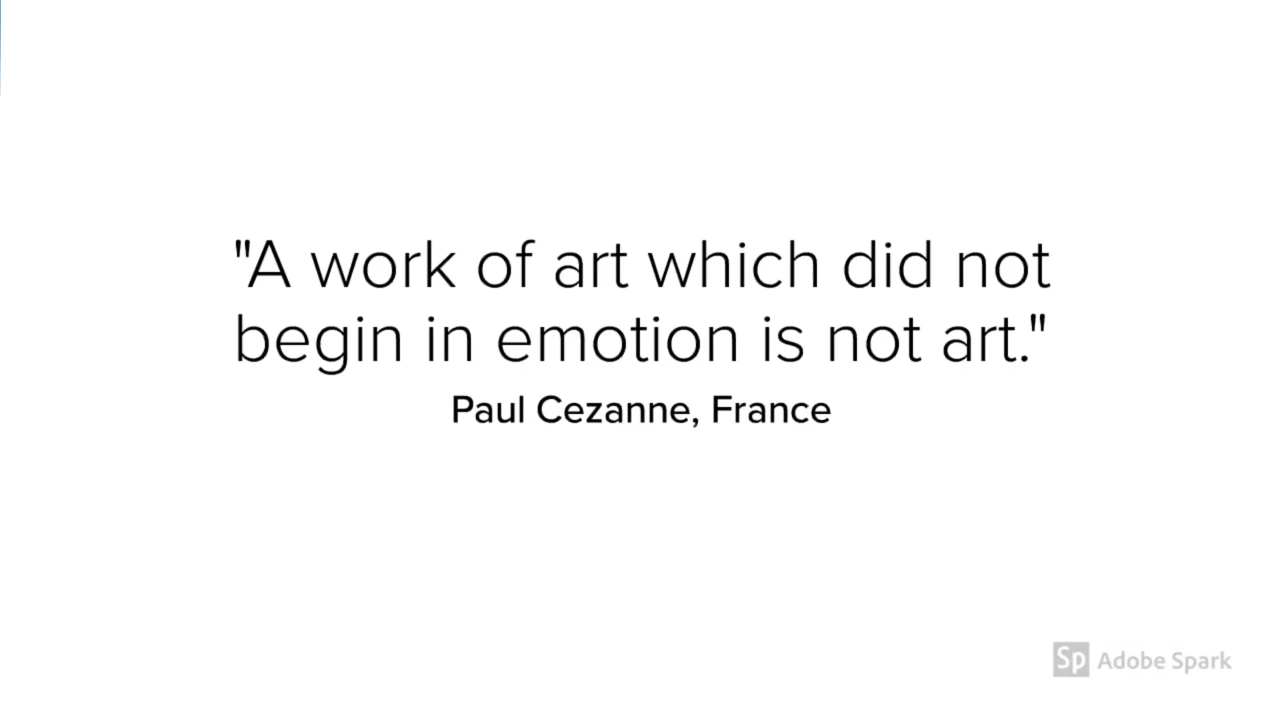 "A work of art which did not
begin in emotion is not art."
Paul Cezanne, France
Sp Adobe Spark